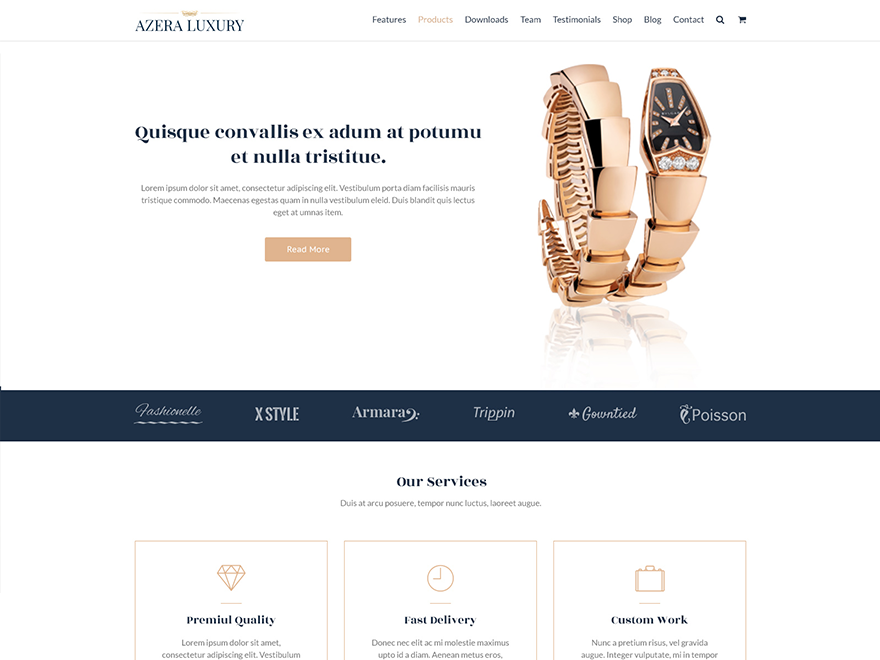 AZERA LUXURY
Features Products Downloads Team Testimonials Shop Blog Contact
Quisque convallis ex adum at potumu
et nulla tristitue.
Lorem ipsum dolor sit amet, consectetur adipiscing elit. Vestibulum porta diam facilisis mauris
tristique commodo. Maecenas egestas quam in nulla vestibulum eleid. Duis blandit quis lectus
eget at umnas item.
Read More
BVLGARI
Fashionelle
X STYLE
Armara
Trippin
Gowntied
Poisson
Our Services
Duis at arcu posuere, tempor nunc luctus, laoreet augue.
Premiul Quality
Lorem ipsum dolor sit amet,
consectetur adipiscing elit. Vestibulum
Fast Delivery
Donec nec elit ac mi molestie maximus
upto id a diam. Aenean metus eros,
Custom Work
Nunc a pretium risus, vel gravida
augue. Integer vulputate, mi in tempor